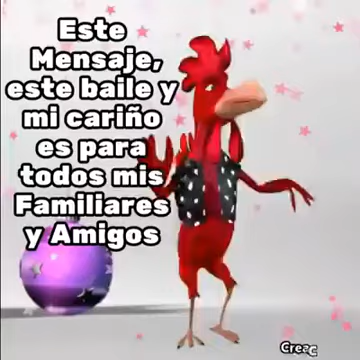 Este
Mensaje,
este baile y
mi cariño
es para
todos mis
Familiares
y Amigos